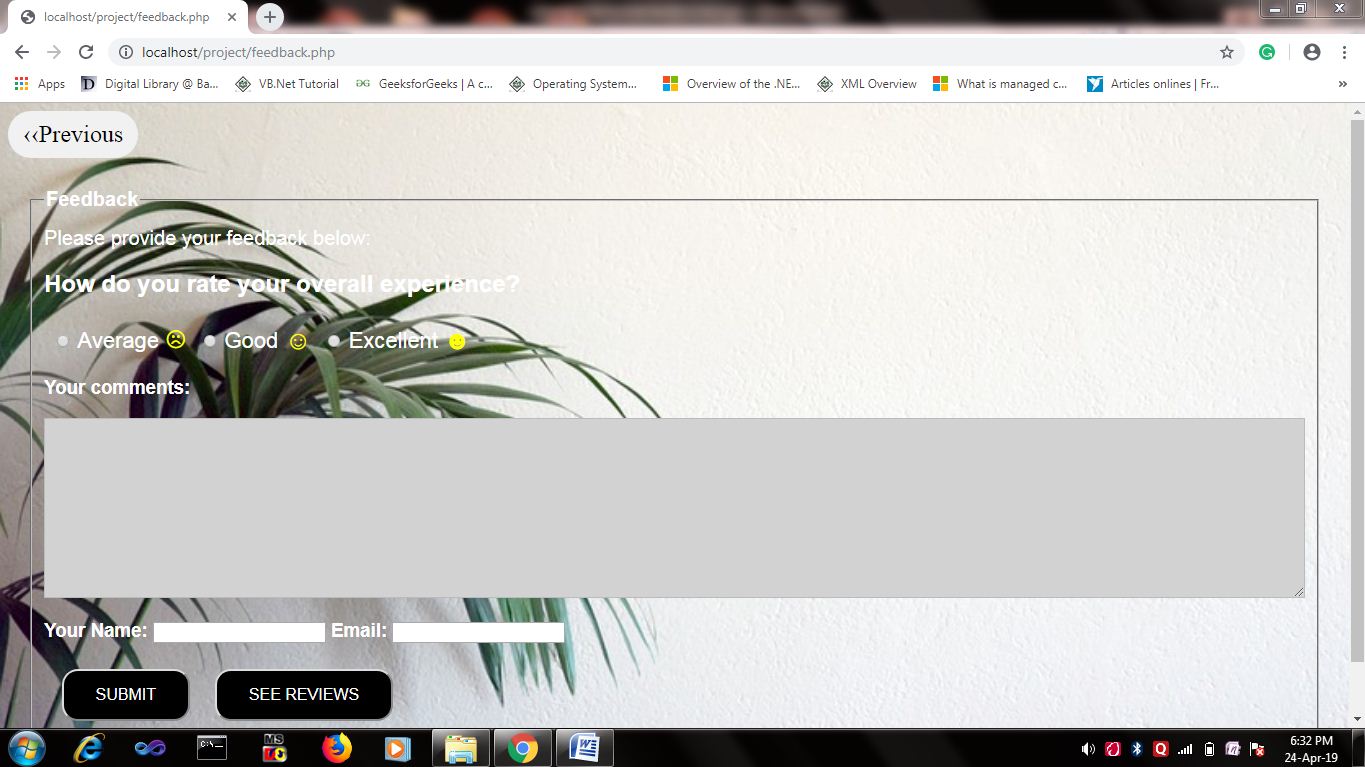 localhost/project/feedback.php
localhost/project/feedback.php
Apps Digital Library @ Ba... VB.Net Tutorial GeeksforGeeks | A c... Operating System... Overview of the .NE... XML Overview What is managed c... Articles onlines | Fr... »
‹‹Previous
Feedback
Please provide your feedback below:
How do you rate your overall experience?
Average ☹ Good ☺ Excellent ☻
Your comments:
Your Name: Email:
SUBMIT SEE REVIEWS
6:32 PM
24-Apr-19